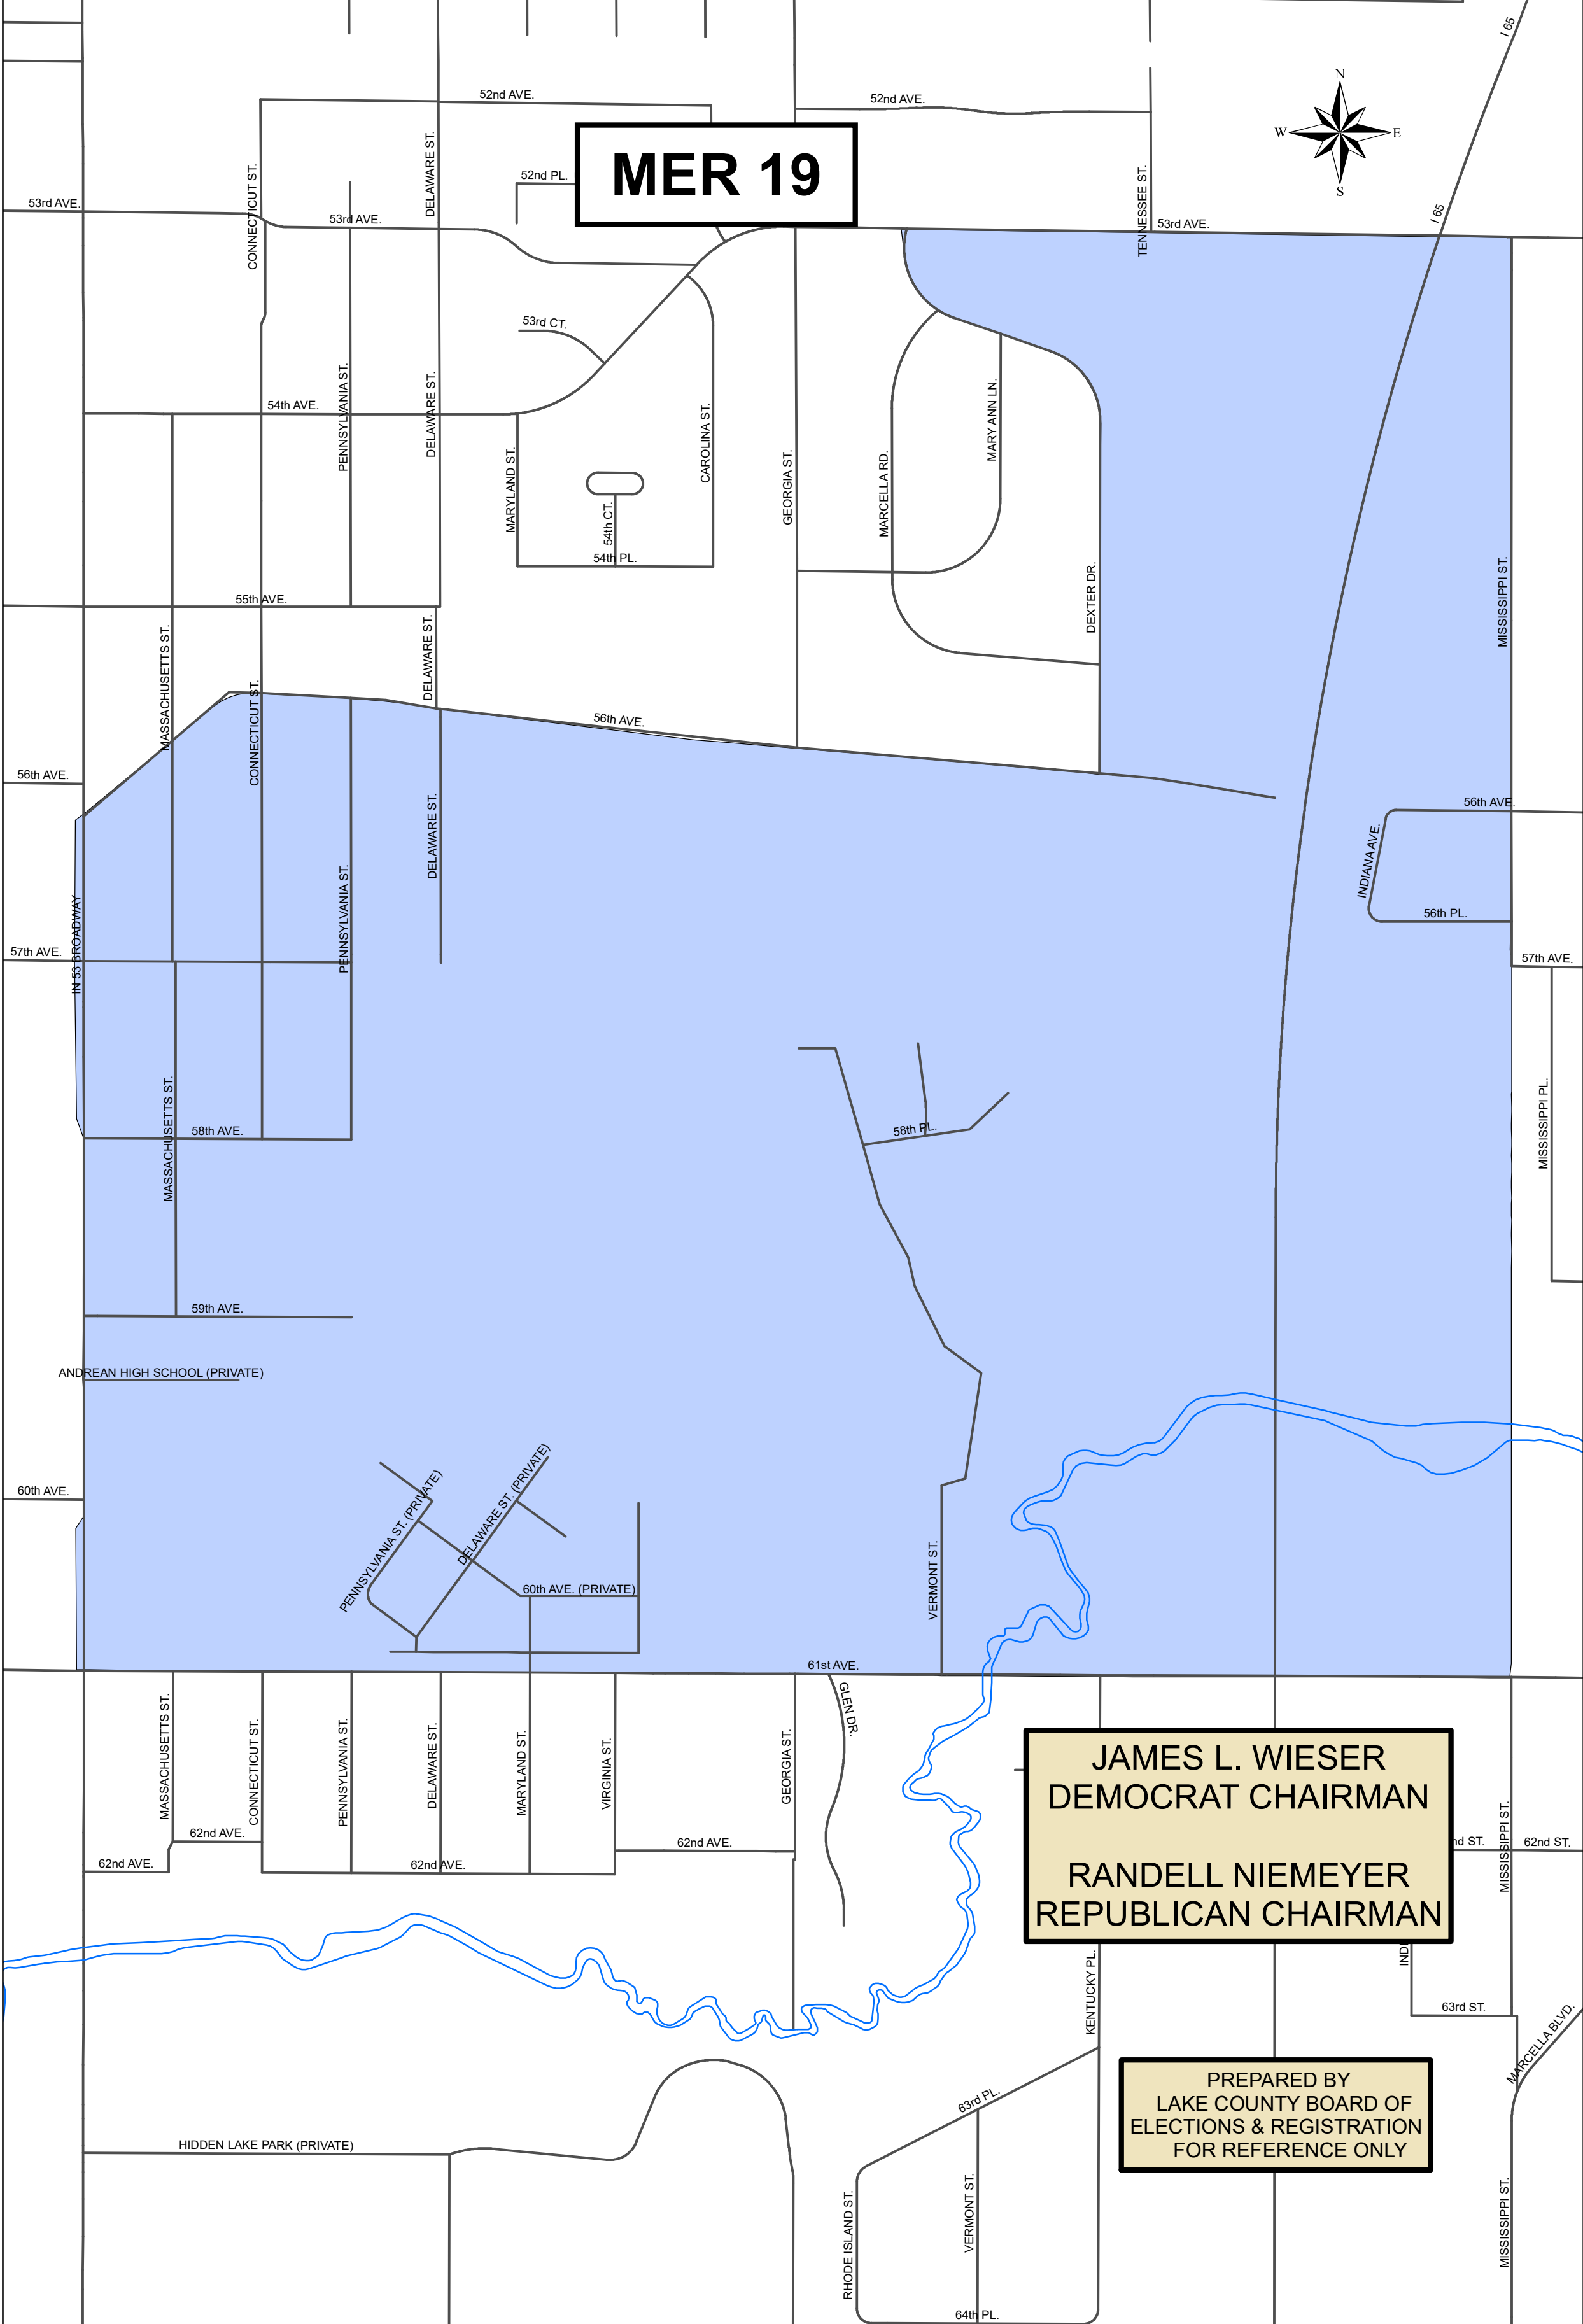 I 65
N
W E
S
52nd AVE.
52nd AVE.
MER 19
CONNECTICUT ST.
DELAWARE ST.
52nd PL.
TENNESSEE ST.
53rd AVE.
53rd AVE.
53rd AVE.
I 65
53rd CT.
PENNSYLVANIA ST.
DELAWARE ST.
54th AVE.
MARYLAND ST.
54th CT.
CAROLINA ST.
GEORGIA ST.
MARCELLA RD.
MARY ANN LN.
54th PL.
DEXTER DR.
MISSISSIPPI ST.
55th AVE.
MASSACHUSETTS ST.
CONNECTICUT ST.
DELAWARE ST.
56th AVE.
56th AVE.
56th AVE.
DELAWARE ST.
INDIANA AVE.
56th PL.
IN 53 BROADWAY
PENNSYLVANIA ST.
57th AVE.
57th AVE.
MASSACHUSETTS ST.
58th AVE.
58th PL.
MISSISSIPPI PL.
59th AVE.
ANDREAN HIGH SCHOOL (PRIVATE)
60th AVE.
PENNSYLVANIA ST. (PRIVATE)
DELAWARE ST. (PRIVATE)
60th AVE. (PRIVATE)
VERMONT ST.
61st AVE.
GLEN DR.
MASSACHUSETTS ST.
CONNECTICUT ST.
PENNSYLVANIA ST.
DELAWARE ST.
MARYLAND ST.
VIRGINIA ST.
GEORGIA ST.
JAMES L. WIESER
DEMOCRAT CHAIRMAN
RANDELL NIEMEYER
REPUBLICAN CHAIRMAN
62nd AVE.
62nd AVE.
62nd AVE.
62nd AVE.
nd ST.
MISSISSIPPI ST.
62nd ST.
KENTUCKY PL.
IND
63rd ST.
MARCELLA BLVD.
PREPARED BY
LAKE COUNTY BOARD OF
ELECTIONS & REGISTRATION
FOR REFERENCE ONLY
63rd PL.
HIDDEN LAKE PARK (PRIVATE)
RHODE ISLAND ST.
VERMONT ST.
MISSISSIPPI ST.
64th PL.